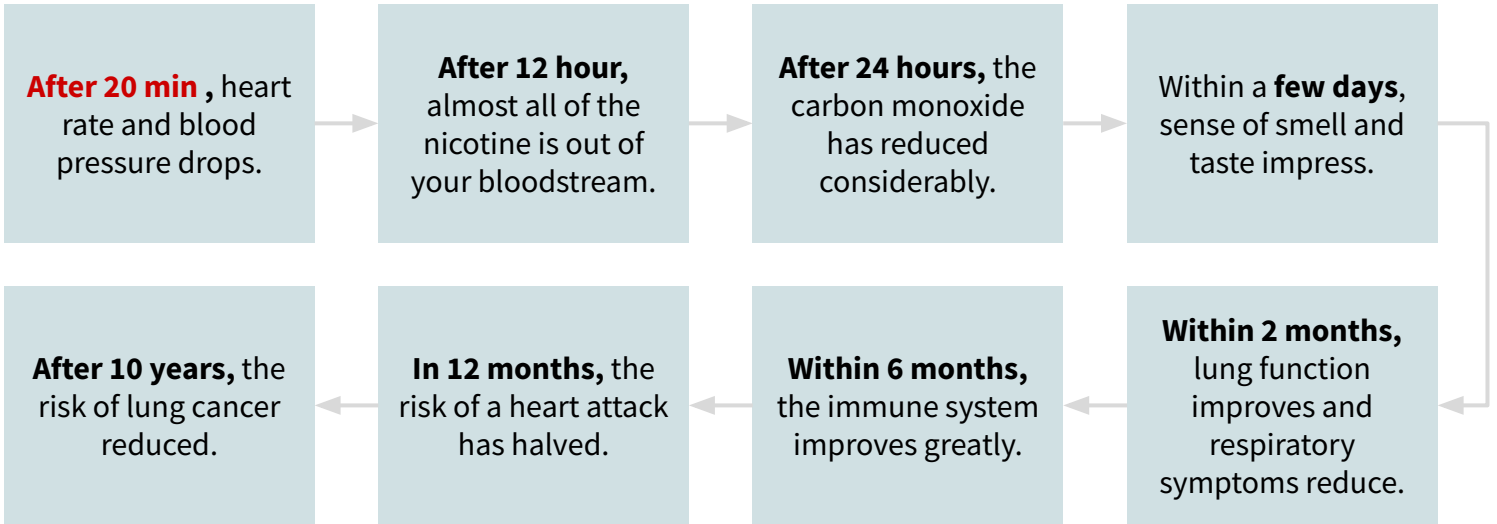 After 20 min , heart
rate and blood
pressure drops.
After 12 hour,
almost all of the
nicotine is out of
your bloodstream.
After 24 hours, the
carbon monoxide
has reduced
considerably.
Within a few days,
sense of smell and
taste impress.
Within 2 months,
lung function
improves and
respiratory
symptoms reduce.
Within 6 months,
the immune system
improves greatly.
In 12 months, the
risk of a heart attack
has halved.
After 10 years, the
risk of lung cancer
reduced.